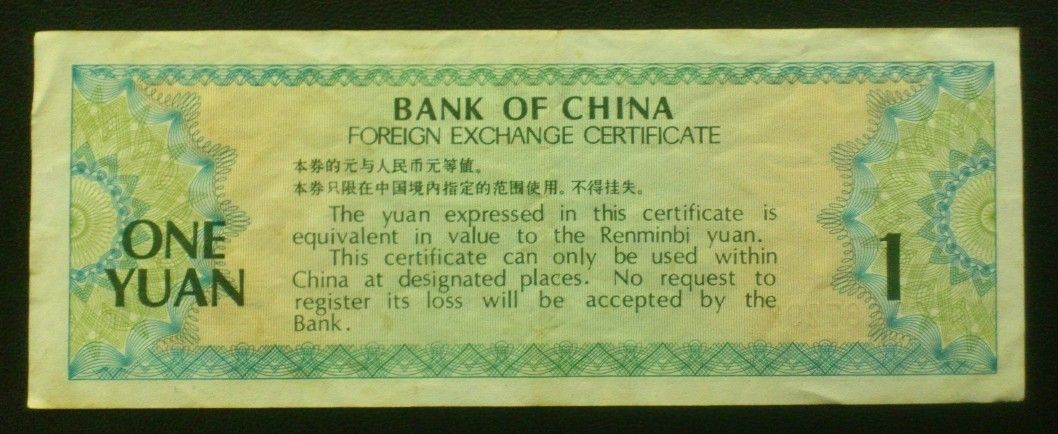 BANK OF CHINA
FOREIGN EXCHANGE CERTIFICATE
本券的元与人民币元等值。
本券只限在中国境内指定的范围使用。不得挂失。
The yuan expressed in this certificate is
equivalent in value to the Renminbi yuan.
This certificate can only be used within
China at designated places. No request to
register its loss will be accepted by the
Bank.
ONE
YUAN
1